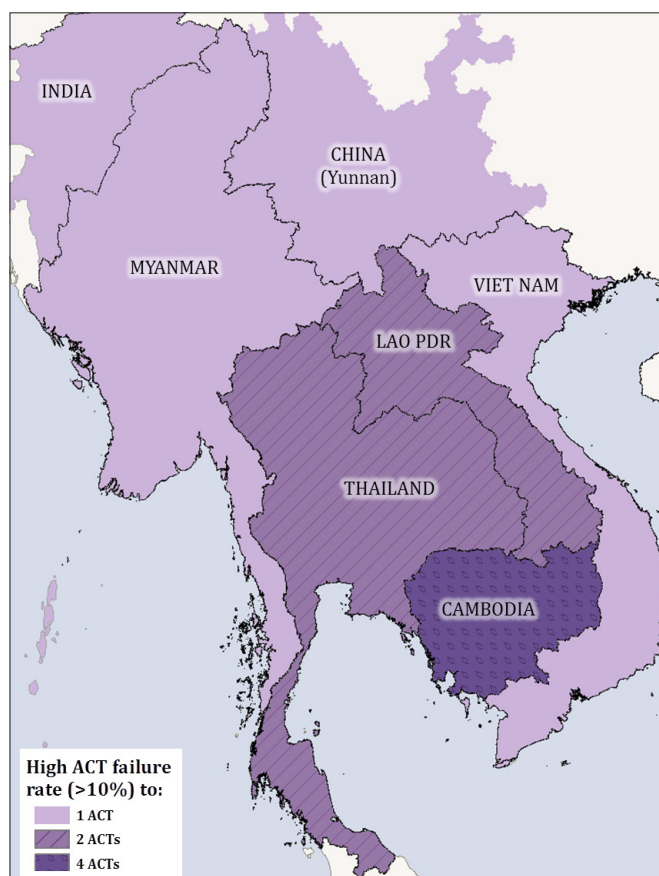 INDIA
CHINA
(Yunnan)
MYANMAR
VIET NAM
LAO PDR
THAILAND
CAMBODIA
High ACT failure
rate (>10%) to:
1 ACT
2 ACTs
4 ACTs